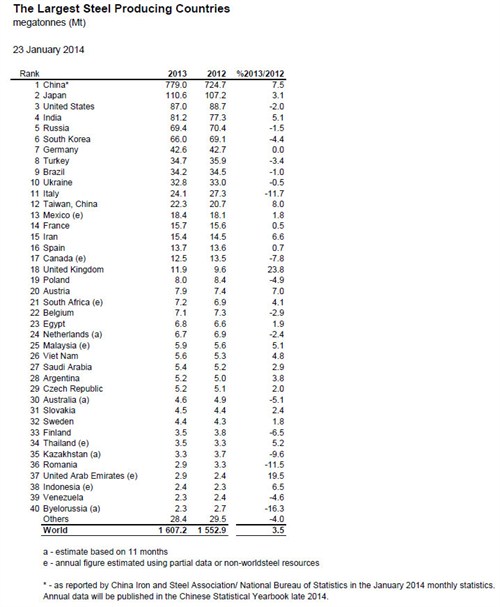 The Largest Steel Producing Countries
megatonnes (Mt)
23 January 2014
Rank 2013 2012 %2013/2012
1 China* 779.0 724.7 7.5
2 Japan 110.6 107.2 3.1
3 United States 87.0 88.7 -2.0
4 India 81.2 77.3 5.1
5 Russia 69.4 70.4 -1.5
6 South Korea 66.0 69.1 -4.4
7 Germany 42.6 42.7 0.0
8 Turkey 34.7 35.9 -3.4
9 Brazil 34.2 34.5 -1.0
10 Ukraine 32.8 33.0 -0.5
11 Italy 24.1 27.3 -11.7
12 Taiwan, China 22.3 20.7 8.0
13 Mexico (e) 18.4 18.1 1.8
14 France 15.7 15.6 0.5
15 Iran 15.4 14.5 6.6
16 Spain 13.7 13.6 0.7
17 Canada (e) 12.5 13.5 -7.8
18 United Kingdom 11.9 9.6 23.8
19 Poland 8.0 8.4 -4.9
20 Austria 7.9 7.4 7.0
21 South Africa (e) 7.2 6.9 4.1
22 Belgium 7.1 7.3 -2.9
23 Egypt 6.8 6.6 1.9
24 Netherlands (a) 6.7 6.9 -2.4
25 Malaysia (e) 5.9 5.6 5.1
26 Viet Nam 5.6 5.3 4.8
27 Saudi Arabia 5.4 5.2 2.9
28 Argentina 5.2 5.0 3.8
29 Czech Republic 5.2 5.1 2.0
30 Australia (a) 4.6 4.9 -5.1
31 Slovakia 4.5 4.4 2.4
32 Sweden 4.4 4.3 1.8
33 Finland 3.5 3.8 -6.5
34 Thailand (e) 3.5 3.3 5.2
35 Kazakhstan (a) 3.3 3.7 -9.6
36 Romania 2.9 3.3 -11.5
37 United Arab Emirates (e) 2.9 2.4 19.5
38 Indonesia (e) 2.4 2.3 6.5
39 Venezuela 2.3 2.4 -4.6
40 Byelorussia (a) 2.3 2.7 -16.3
Others 28.4 29.5 -4.0
World 1 607.2 1 552.9 3.5
a - estimate based on 11 months
e - annual figure estimated using partial data or non-worldsteel resources
* - as reported by China Iron and Steel Association/ National Bureau of Statistics in the January 2014 monthly statistics.
Annual data will be published in the Chinese Statistical Yearbook late 2014.